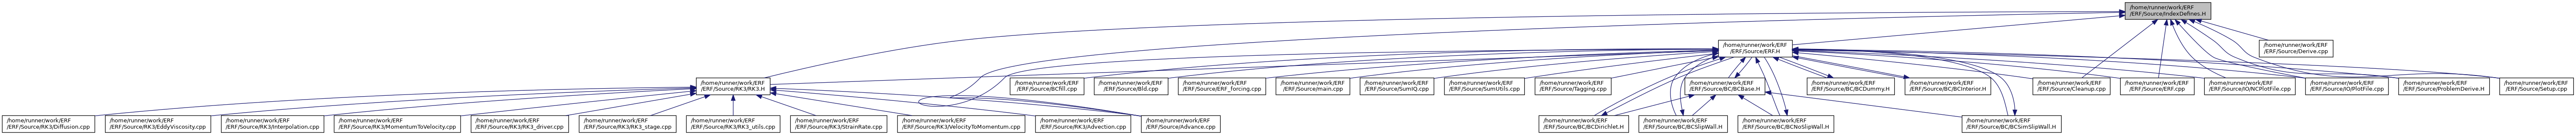 /home/runner/work/ERF
/ERF/Source/IndexDefines.H
/home/runner/work/ERF
/ERF/Source/ERF.H
/home/runner/work/ERF
/ERF/Source/Derive.cpp
/home/runner/work/ERF
/ERF/Source/RK3/RK3.H
/home/runner/work/ERF
/ERF/Source/BCfill.cpp
/home/runner/work/ERF
/ERF/Source/Bld.cpp
/home/runner/work/ERF
/ERF/Source/ERF_forcing.cpp
/home/runner/work/ERF
/ERF/Source/main.cpp
/home/runner/work/ERF
/ERF/Source/SumIQ.cpp
/home/runner/work/ERF
/ERF/Source/SumUtils.cpp
/home/runner/work/ERF
/ERF/Source/Tagging.cpp
/home/runner/work/ERF
/ERF/Source/BC/BCBase.H
/home/runner/work/ERF
/ERF/Source/BC/BCDummy.H
/home/runner/work/ERF
/ERF/Source/BC/BCInterior.H
/home/runner/work/ERF
/ERF/Source/Cleanup.cpp
/home/runner/work/ERF
/ERF/Source/ERF.cpp
/home/runner/work/ERF
/ERF/Source/IO/NCPlotFile.cpp
/home/runner/work/ERF
/ERF/Source/IO/PlotFile.cpp
/home/runner/work/ERF
/ERF/Source/ProblemDerive.H
/home/runner/work/ERF
/ERF/Source/Setup.cpp
/home/runner/work/ERF
/ERF/Source/RK3/Diffusion.cpp
/home/runner/work/ERF
/ERF/Source/RK3/EddyViscosity.cpp
/home/runner/work/ERF
/ERF/Source/RK3/Interpolation.cpp
/home/runner/work/ERF
/ERF/Source/RK3/MomentumToVelocity.cpp
/home/runner/work/ERF
/ERF/Source/RK3/RK3_driver.cpp
/home/runner/work/ERF
/ERF/Source/RK3/RK3_stage.cpp
/home/runner/work/ERF
/ERF/Source/RK3/RK3_utils.cpp
/home/runner/work/ERF
/ERF/Source/RK3/StrainRate.cpp
/home/runner/work/ERF
/ERF/Source/RK3/VelocityToMomentum.cpp
/home/runner/work/ERF
/ERF/Source/RK3/Advection.cpp
/home/runner/work/ERF
/ERF/Source/Advance.cpp
/home/runner/work/ERF
/ERF/Source/BC/BCDirichlet.H
/home/runner/work/ERF
/ERF/Source/BC/BCSlipWall.H
/home/runner/work/ERF
/ERF/Source/BC/BCNoSlipWall.H
/home/runner/work/ERF
/ERF/Source/BC/BCSimSlipWall.H